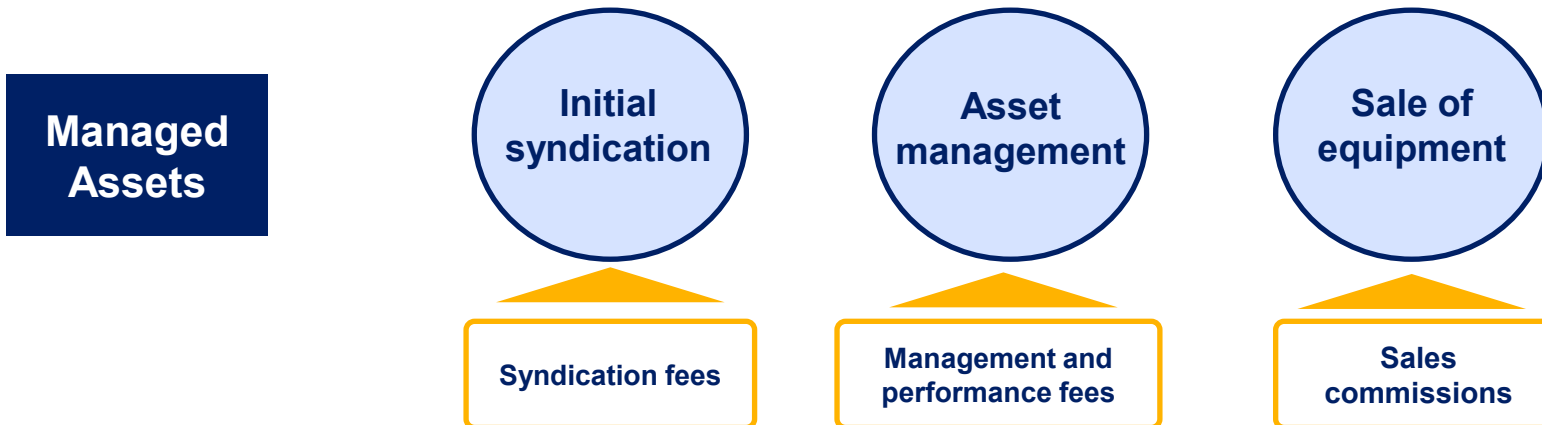 Managed
Assets
Initial
syndication
Asset
management
Sale of
equipment
Syndication fees
Management and
performance fees
Sales
commissions